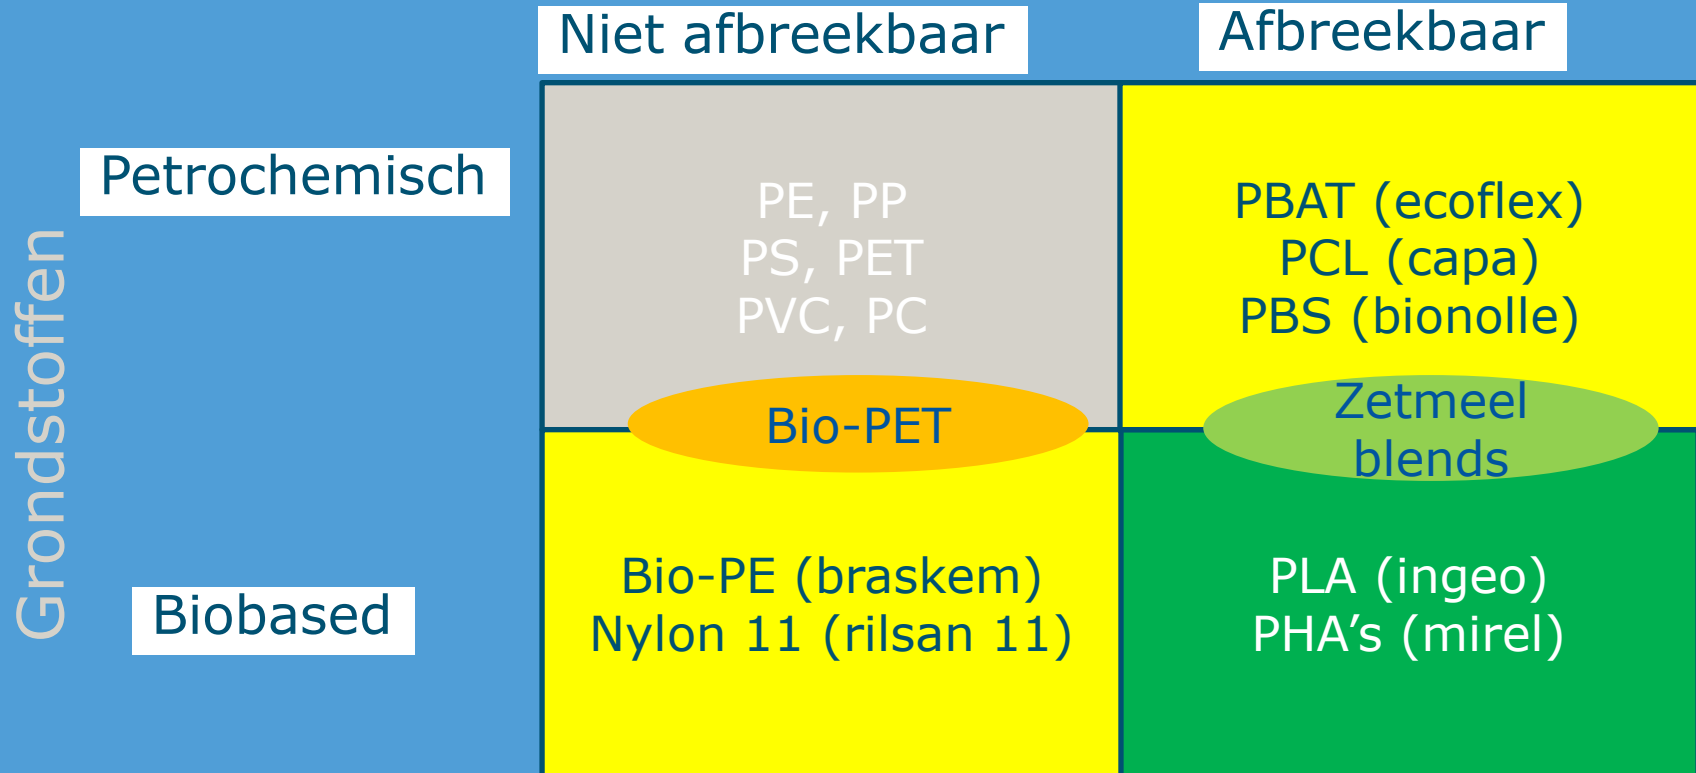 Niet afbreekbaar
Afbreekbaar
Grondstoffen
Petrochemisch
PE, PP
PS, PET
PVC, PC
PBAT (ecoflex)
PCL (capa)
PBS (bionolle)
Bio-PET
Zetmeel
blends
Biobased
Bio-PE (braskem)
Nylon 11 (rilsan 11)
PLA (ingeo)
PHA’s (mirel)